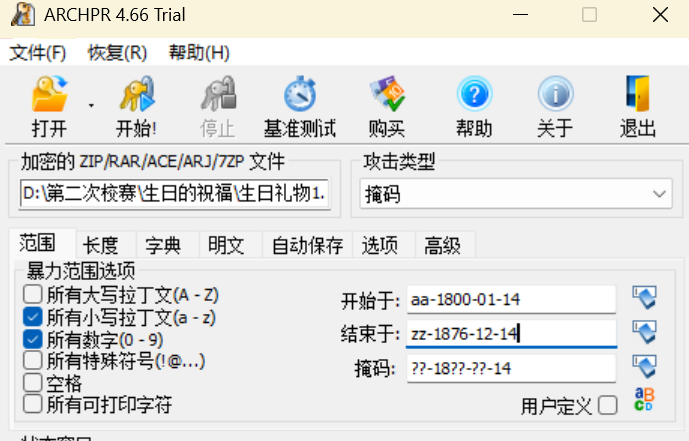 ARCHPR 4.66 Trial
文件(F) 恢复(R) 帮助(H)
打开 开始! 停止 基准测试 购买 帮助 关于 退出
加密的 ZIP/RAR/ACE/ARJ/7ZP 文件 攻击类型
D:\第二次校赛\生日的祝福\生日礼物1. 掩码
范围 长度 字典 明文 自动保存 选项 高级
暴力范围选项
所有大写拉丁文(A - Z) 开始于: aa-1800-01-14
所有小写拉丁文(a - z) 结束于: zz-1876-12-14
所有数字(0 - 9)
所有特殊符号(!@...) 掩码: ??-18??-??-14
空格
所有可打印字符 用户定义
状态窗口